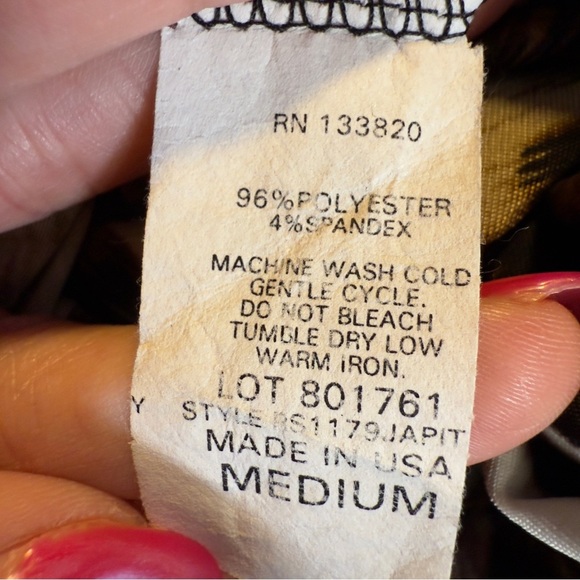 RN 133820
96%POLYESTER
4%SPANDEX
MACHINE WASH COLD
GENTLE CYCLE.
DO NOT BLEACH
TUMBLE DRY LOW
WARM IRON.
LOT 801761
Y
STYLE RS1179JAPIT
MADE IN USA
MEDIUM